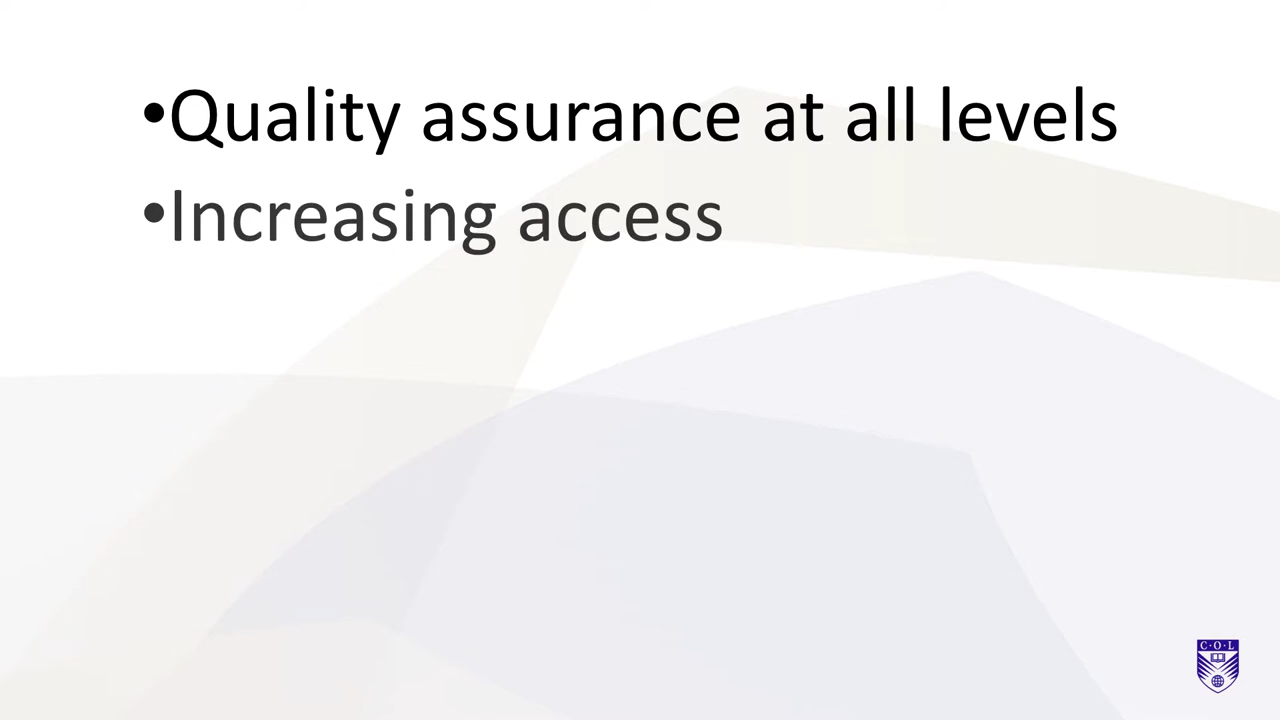 •Quality assurance at all levels
•Increasing access
C·O·L